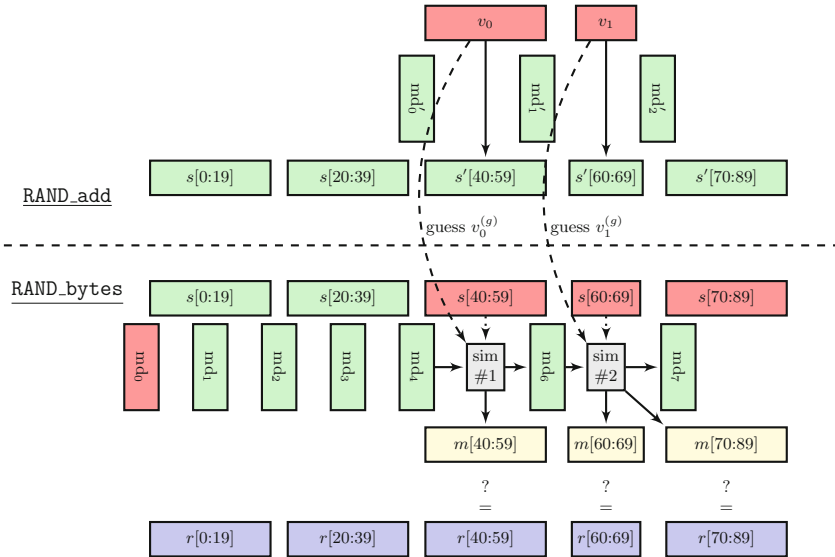 v₀ v₁
md′₀ md′₁ md′₂
RAND_add s[0:19] s[20:39] s′[40:59] s′[60:69] s′[70:89]
guess v₀⁽ᵍ⁾ guess v₁⁽ᵍ⁾
RAND_bytes s[0:19] s[20:39] s[40:59] s[60:69] s[70:89]
md₀ md₁ md₂ md₃ md₄ sim #1 md₆ sim #2 md₇
m[40:59] m[60:69] m[70:89]
? ? ?
= = =
r[0:19] r[20:39] r[40:59] r[60:69] r[70:89]